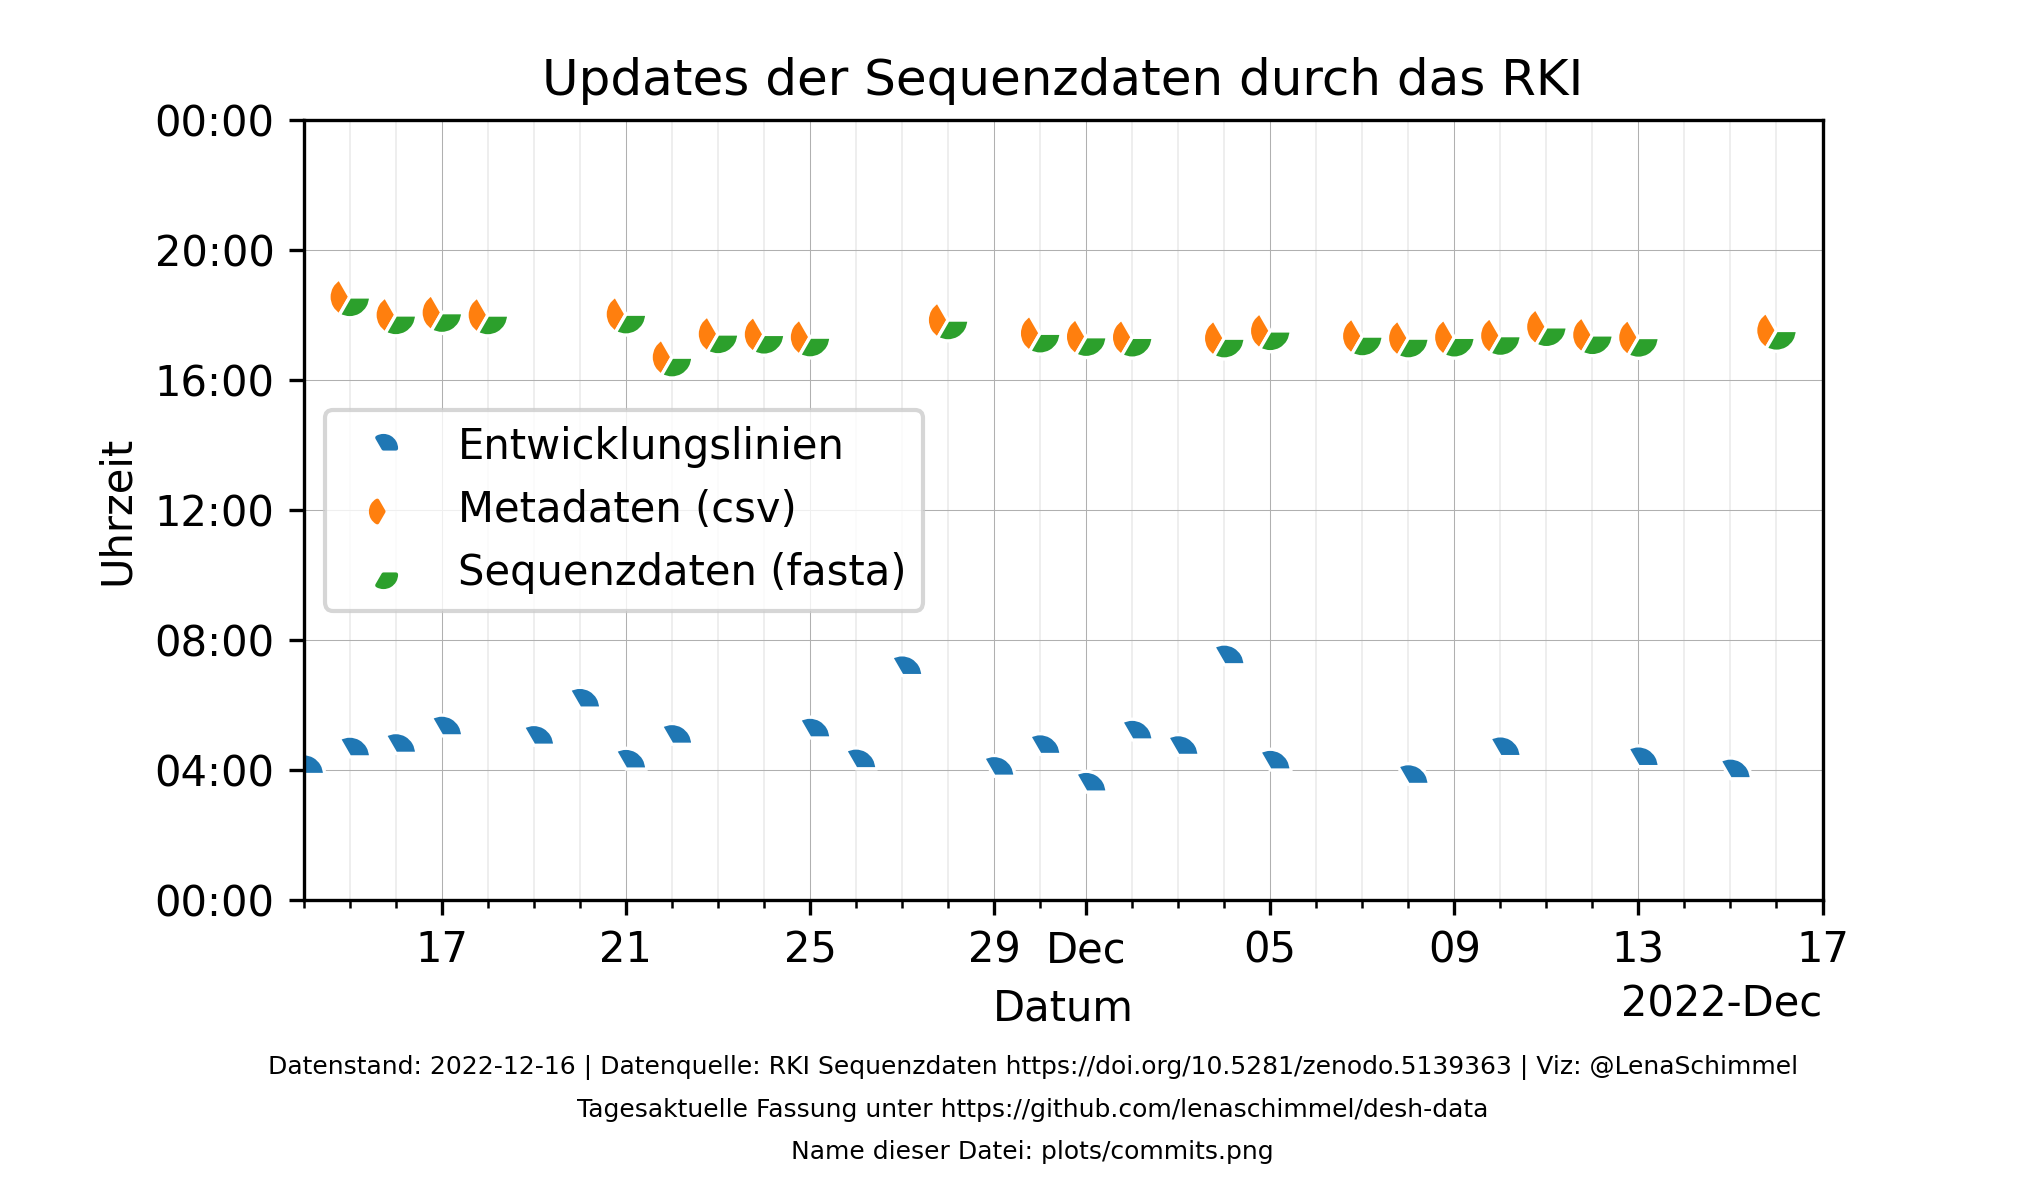 Updates der Sequenzdaten durch das RKI
00:00
20:00
16:00
12:00
08:00
04:00
00:00
Uhrzeit
Entwicklungslinien
Metadaten (csv)
Sequenzdaten (fasta)
17 21 25 29 Dec 05 09 13 17
2022-Dec
Datum
Datenstand: 2022-12-16 | Datenquelle: RKI Sequenzdaten https://doi.org/10.5281/zenodo.5139363 | Viz: @LenaSchimmel
Tagesaktuelle Fassung unter https://github.com/lenaschimmel/desh-data
Name dieser Datei: plots/commits.png